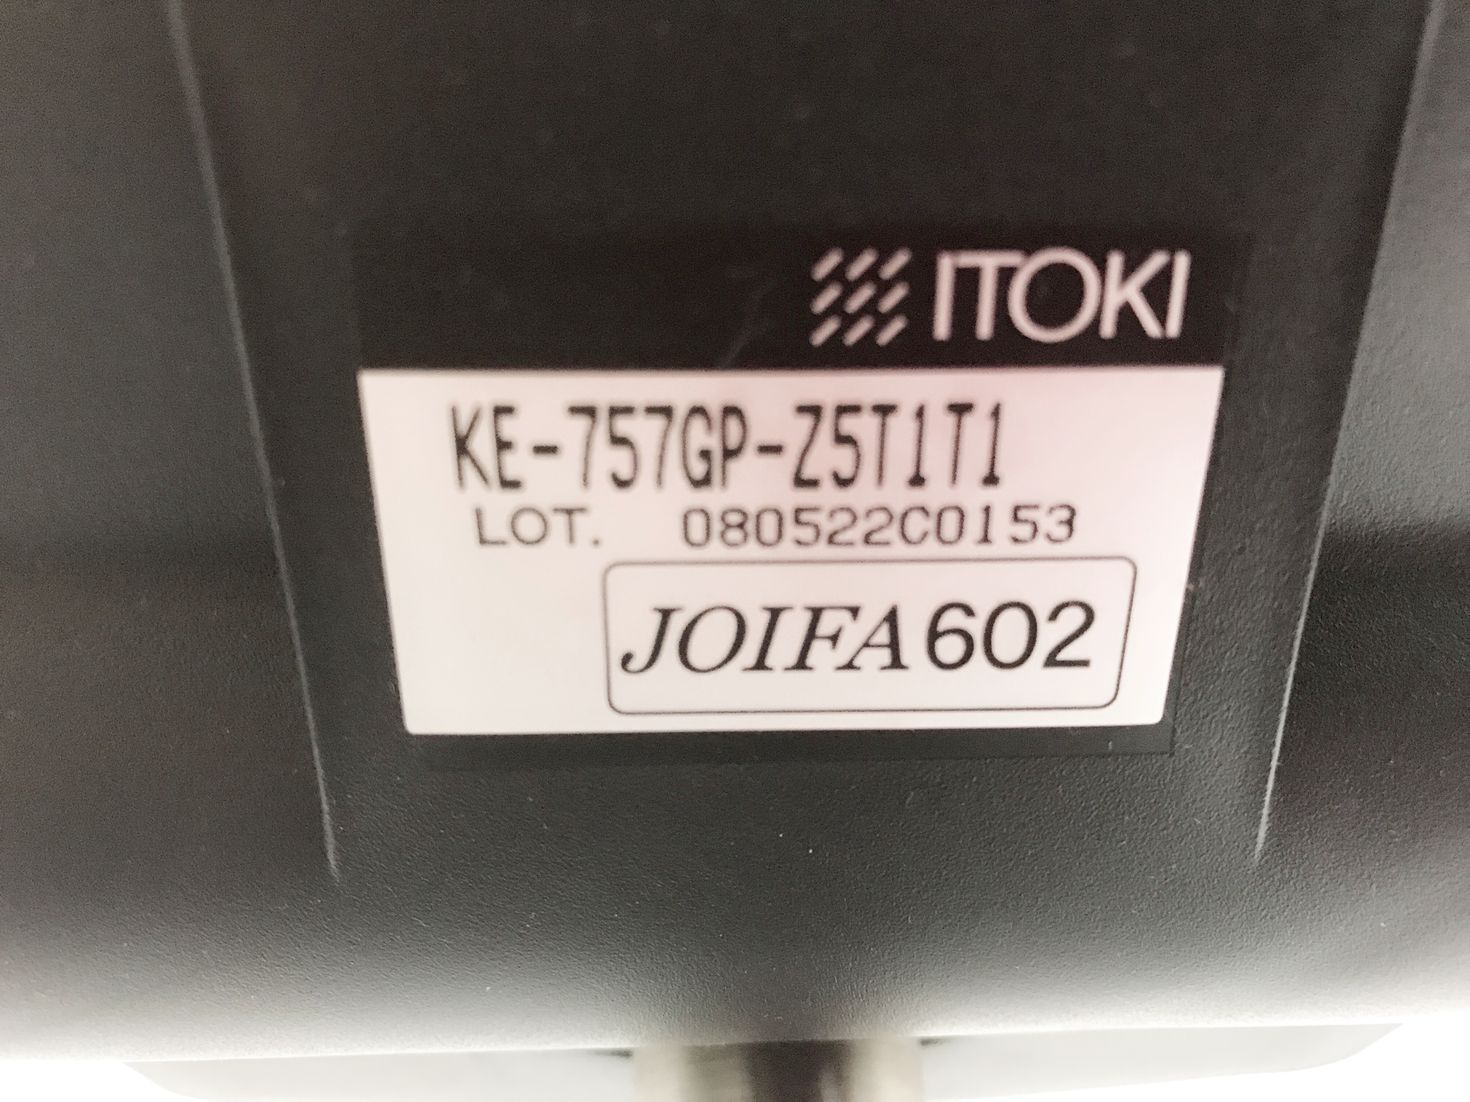 ITOKI
KE-757GP-Z5T1T1
LOT. 080522C0153
JOIFA602